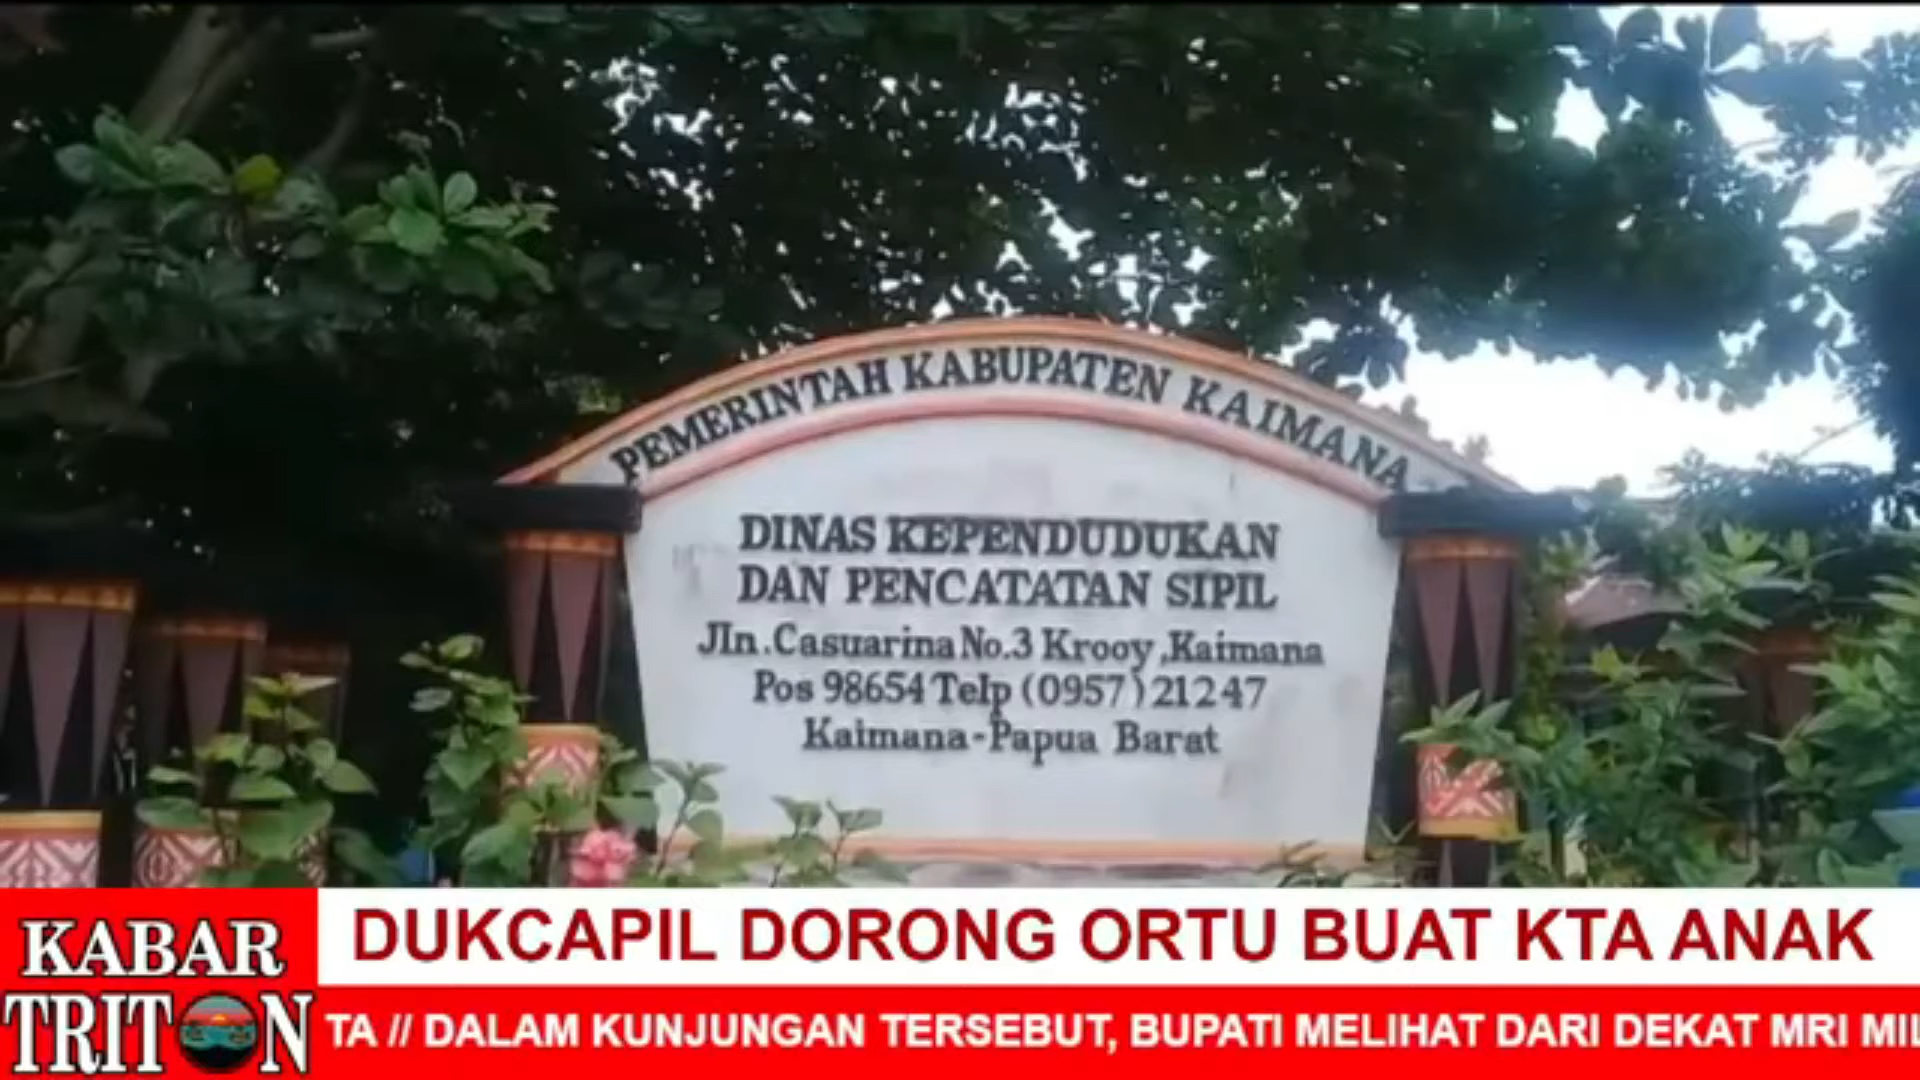 PEMERINTAH KABUPATEN KAIMANA
DINAS KEPENDUDUKAN
DAN PENCATATAN SIPIL
Jln.Casuarina No.3 Krooy,Kaimana
Pos 98654 Telp (0957) 21247
Kaimana-Papua Barat
KABAR
TRITON
DUKCAPIL DORONG ORTU BUAT KTA ANAK
TA // DALAM KUNJUNGAN TERSEBUT, BUPATI MELIHAT DARI DEKAT MRI MIL